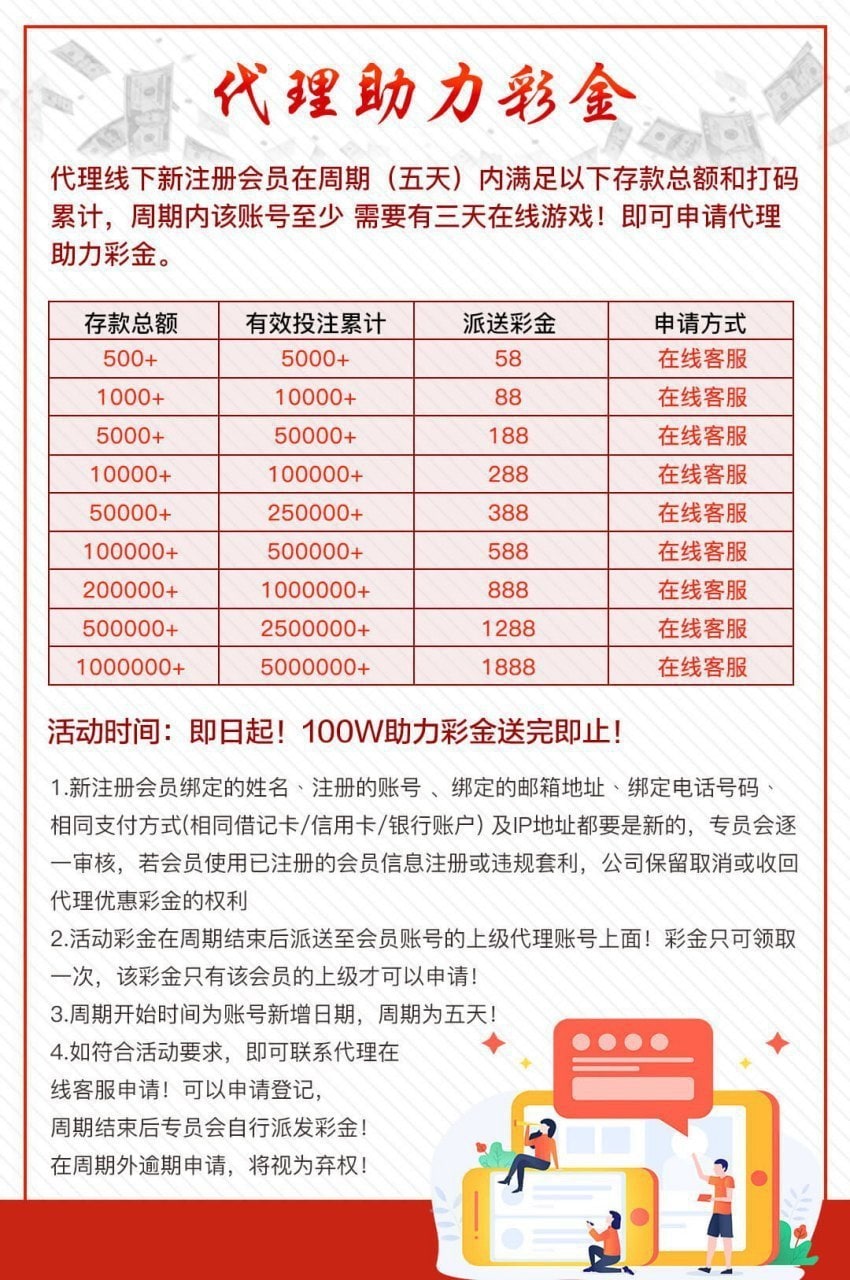 代理助力彩金
代理线下新注册会员在周期（五天）内满足以下存款总额和打码
累计，周期内该账号至少 需要有三天在线游戏！即可申请代理
助力彩金。
存款总额 有效投注累计 派送彩金 申请方式
500+ 5000+ 58 在线客服
1000+ 10000+ 88 在线客服
5000+ 50000+ 188 在线客服
10000+ 100000+ 288 在线客服
50000+ 250000+ 388 在线客服
100000+ 500000+ 588 在线客服
200000+ 1000000+ 888 在线客服
500000+ 2500000+ 1288 在线客服
1000000+ 5000000+ 1888 在线客服
活动时间：即日起！100W助力彩金送完即止！
1.新注册会员绑定的姓名、注册的账号 、绑定的邮箱地址、绑定电话号码、
相同支付方式(相同借记卡/信用卡/银行账户) 及IP地址都要是新的，专员会逐
一审核，若会员使用已注册的会员信息注册或违规套利，公司保留取消或收回
代理优惠彩金的权利
2.活动彩金在周期结束后派送至会员账号的上级代理账号上面！彩金只可领取
一次，该彩金只有该会员的上级才可以申请！
3.周期开始时间为账号新增日期，周期为五天！
4.如符合活动要求，即可联系代理在
线客服申请！可以申请登记，
周期结束后专员会自行派发彩金！
在周期外逾期申请，将视为弃权！